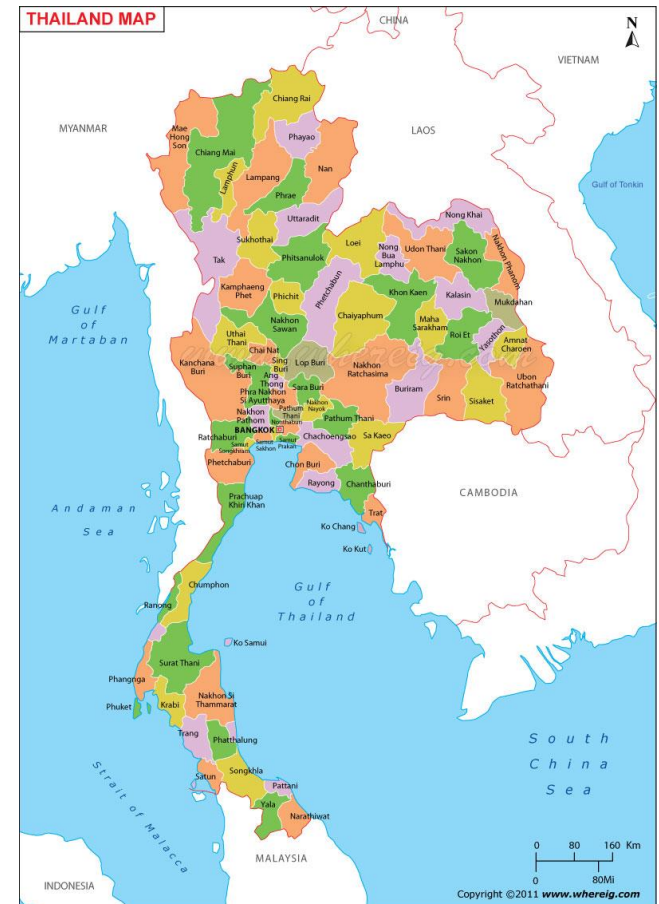 THAILAND MAP
CHINA
N
VIETNAM
MYANMAR
LAOS
Gulf of Tonkin
Chiang Rai
Mae
Hong
Son
Chiang Mai
Phayao
Lamphun
Lampang
Nan
Phrae
Uttaradit
Nong Khai
Tak
Sukhothai
Loei
Nong
Bua
Lamphu
Udon Thani
Sakon
Nakhon
Nakhon Phanom
Phitsanulok
Kamphaeng
Phet
Phichit
Phetchabun
Khon Kaen
Kalasin
Mukdahan
Gulf
of
Martaban
Nakhon
Sawan
Chaiyaphum
Maha
Sarakham
Roi Et
Yasothon
Amnat
Charoen
Uthai
Thani
Chai Nat
Kanchana
Buri
Suphan
Buri
Sing
Buri
Lop Buri
Nakhon
Ratchasima
Ang
Thong
Sara Buri
Buriram
Srin
Sisaket
Ubon
Ratchathani
Phra Nakhon
Si Ayutthaya
Nakhon
Nayok
Nakhon
Pathom
Pathum
Thani
Nonthaburi
Pathum Thani
BANGKOK
Ratchaburi
Samut
Songkhram
Samut
Sakhon
Samut
Prakan
Chachoengsao
Sa Kaeo
Phetchaburi
Chon Buri
Rayong
Chanthaburi
CAMBODIA
Prachuap
Khiri Khan
Trat
Ko Chang
Ko Kut
Andaman
Sea
Gulf
of
Thailand
Chumphon
Ranong
Ko Samui
Surat Thani
Phangnga
Krabi
Nakhon Si
Thammarat
Phuket
Trang
Phatthalung
South
China
Sea
Satun
Songkhla
Pattani
Yala
Narathiwat
Strait of Malacca
MALAYSIA
INDONESIA
0 80 160 Km
0 80Mi
Copyright ©2011 www.whereig.com